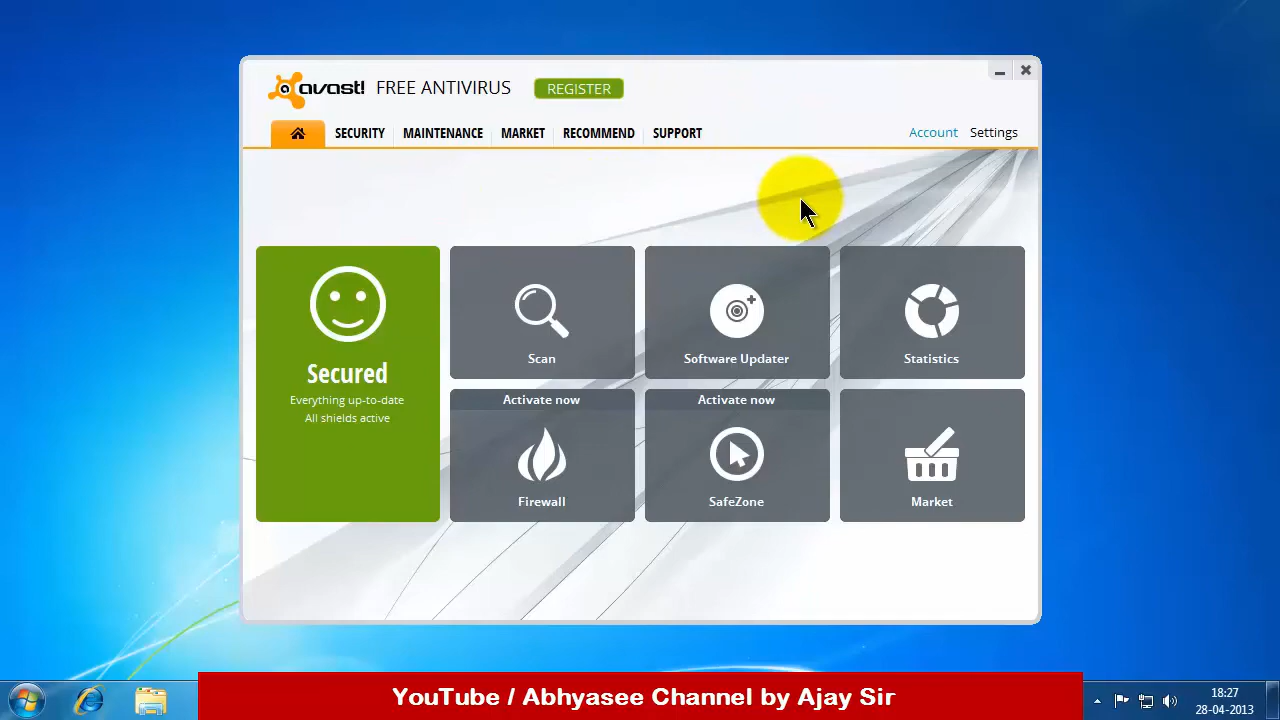 avast! FREE ANTIVIRUS REGISTER
SECURITY MAINTENANCE MARKET RECOMMEND SUPPORT Account Settings
Secured
Everything up-to-date
All shields active
Scan
Software Updater
Statistics
Activate now
Firewall
Activate now
SafeZone
Market
YouTube / Abhyasee Channel by Ajay Sir
18:27
28-04-2013